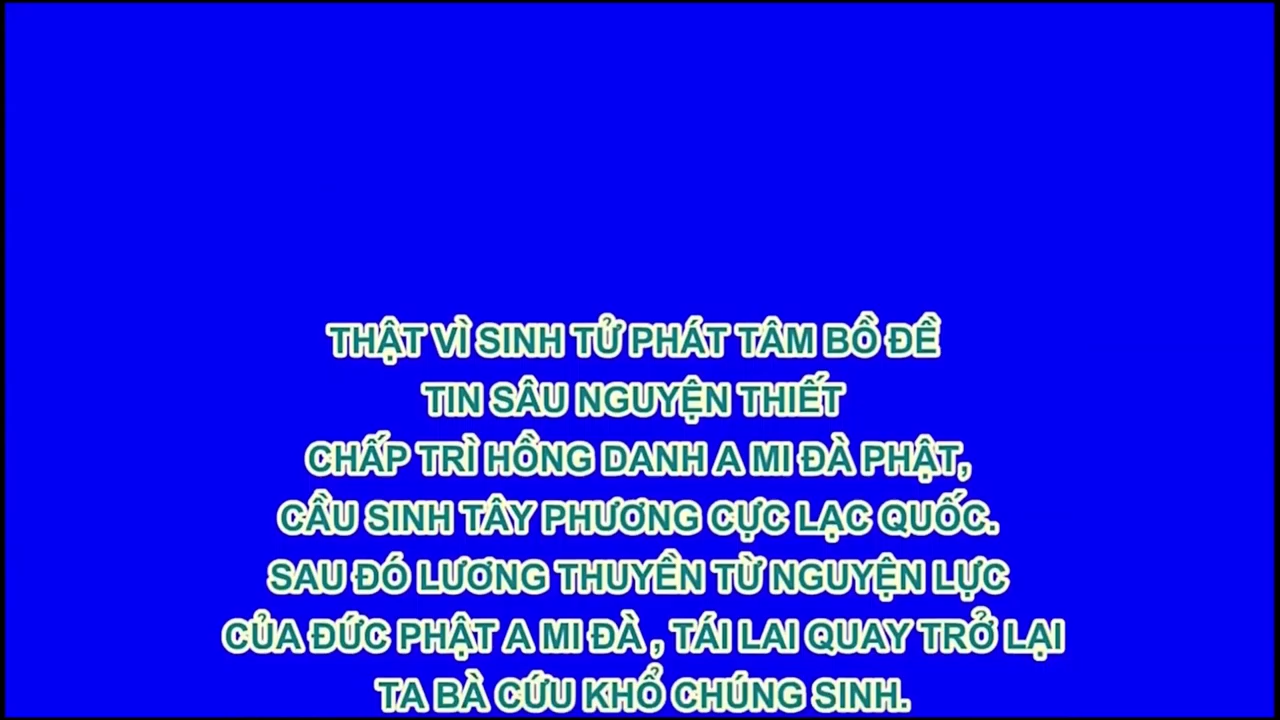 THẬT VÌ SINH TỬ PHÁT TÂM BỒ ĐỀ
TIN SÂU NGUYỆN THIẾT
CHẤP TRÌ HỒNG DANH A MI ĐÀ PHẬT,
CẦU SINH TÂY PHƯƠNG CỰC LẠC QUỐC.
SAU ĐÓ LƯƠNG THUYỀN TỪ NGUYỆN LỰC
CỦA ĐỨC PHẬT A MI ĐÀ , TÁI LAI QUAY TRỞ LẠI
TA BÀ CỨU KHỔ CHÚNG SINH.